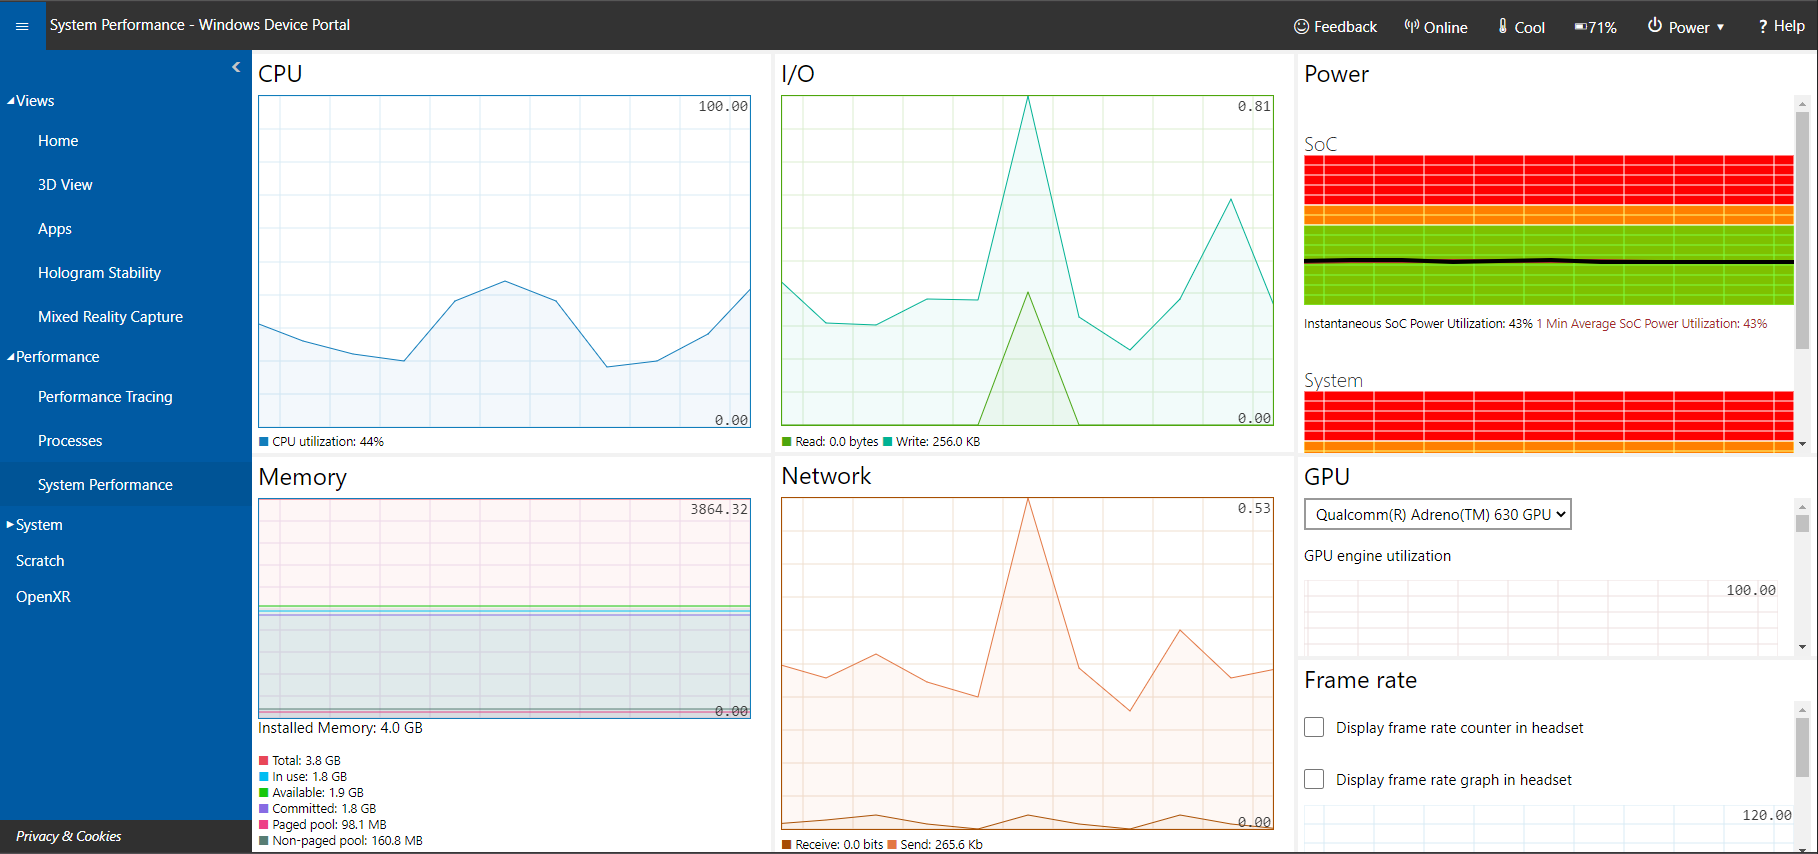 System Performance - Windows Device Portal
Feedback
Online
Cool
71%
Power
? Help
Views
Home
3D View
Apps
Hologram Stability
Mixed Reality Capture
Performance
Performance Tracing
Processes
System Performance
System
Scratch
OpenXR
Privacy & Cookies
CPU
100.00
0.00
CPU utilization: 44%
I/O
0.81
0.00
Read: 0.0 bytes Write: 256.0 KB
Power
SoC
Instantaneous SoC Power Utilization: 43% 1 Min Average SoC Power Utilization: 43%
System
Memory
3864.32
0.00
Installed Memory: 4.0 GB
Total: 3.8 GB
In use: 1.8 GB
Available: 1.9 GB
Committed: 1.8 GB
Paged pool: 98.1 MB
Non-paged pool: 160.8 MB
Network
0.53
0.00
Receive: 0.0 bits Send: 265.6 Kb
GPU
Qualcomm(R) Adreno(TM) 630 GPU
GPU engine utilization
100.00
Frame rate
Display frame rate counter in headset
Display frame rate graph in headset
120.00